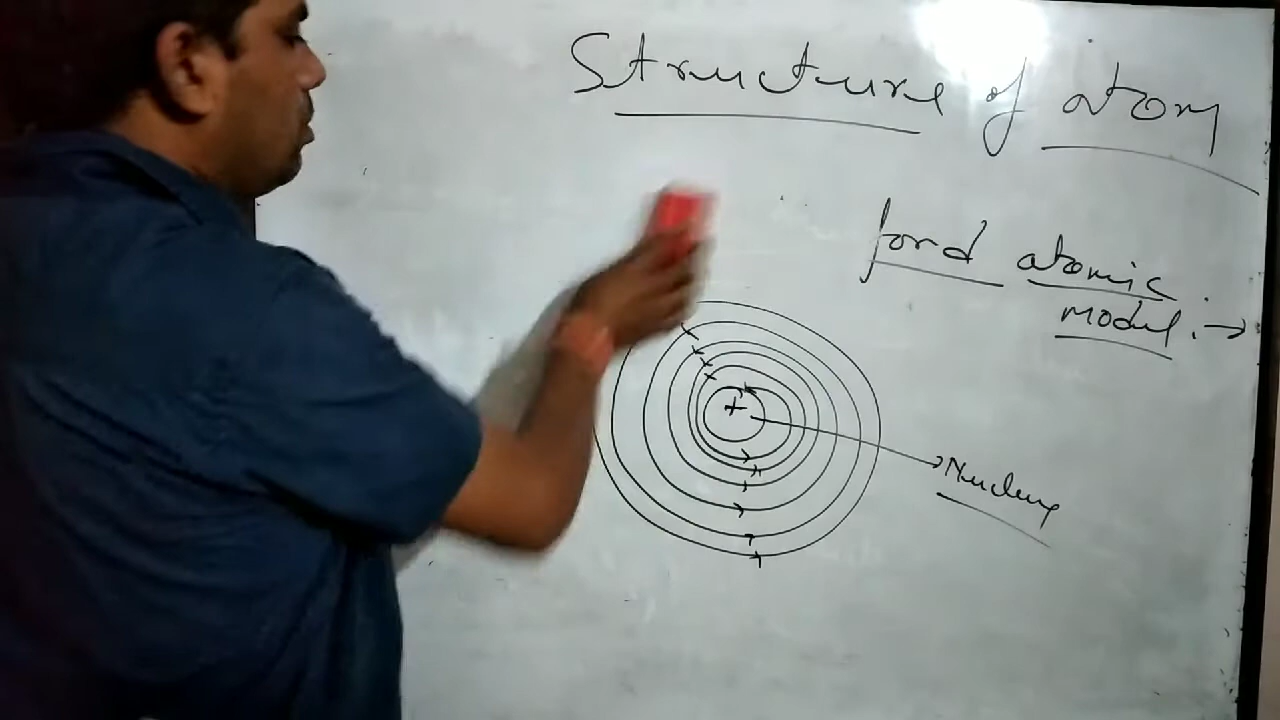 Structure of atom
ford atomic
model :→
+
Nucleus